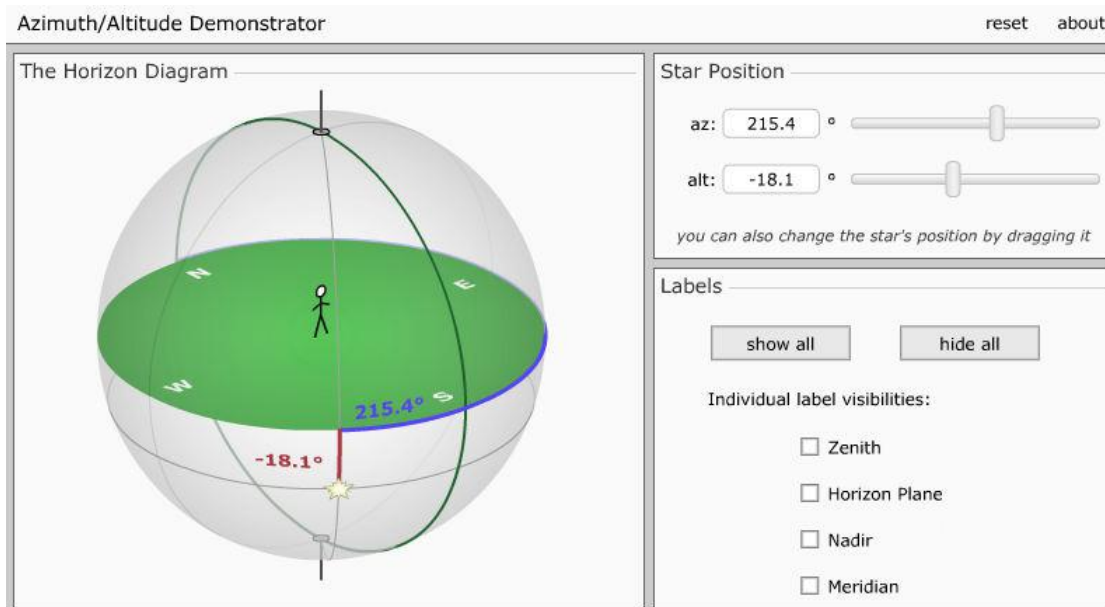 Azimuth/Altitude Demonstrator
reset about
The Horizon Diagram
N
E
W
S
215.4°
-18.1°
Star Position
az: 215.4 °
alt: -18.1 °
you can also change the star's position by dragging it
Labels
show all hide all
Individual label visibilities:
Zenith
Horizon Plane
Nadir
Meridian